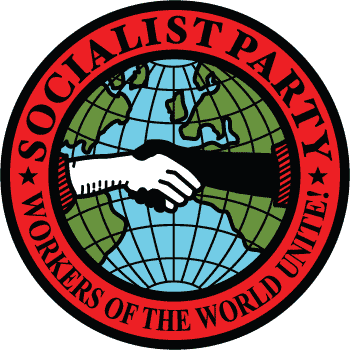 SOCIALIST PARTY
WORKERS OF THE WORLD UNITE!